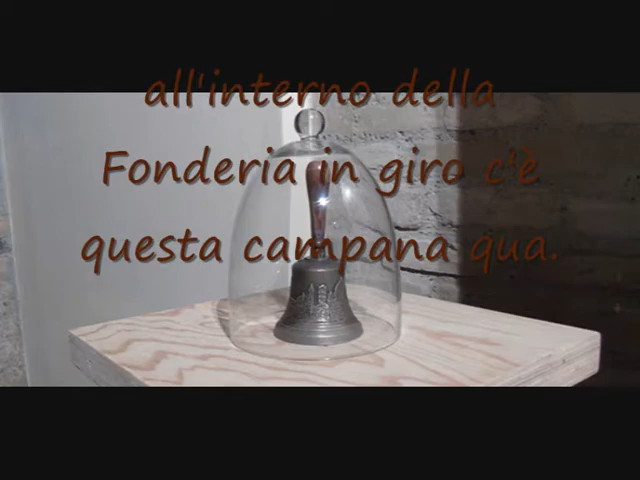 all'interno della
Fonderia in giro c'è
questa campana qua.